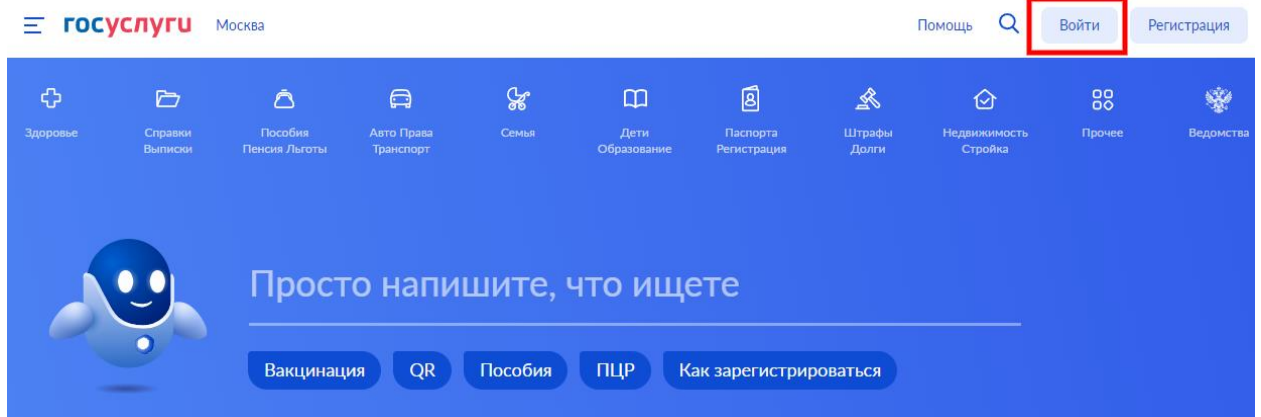 госуслуги Москва Помощь Войти Регистрация
Здоровье
Справки
Выписки
Пособия
Пенсия Льготы
Авто Права
Транспорт
Семья
Дети
Образование
Паспорта
Регистрация
Штрафы
Долги
Недвижимость
Стройка
Прочее
Ведомства
Просто напишите, что ищете
Вакцинация QR Пособия ПЦР Как зарегистрироваться